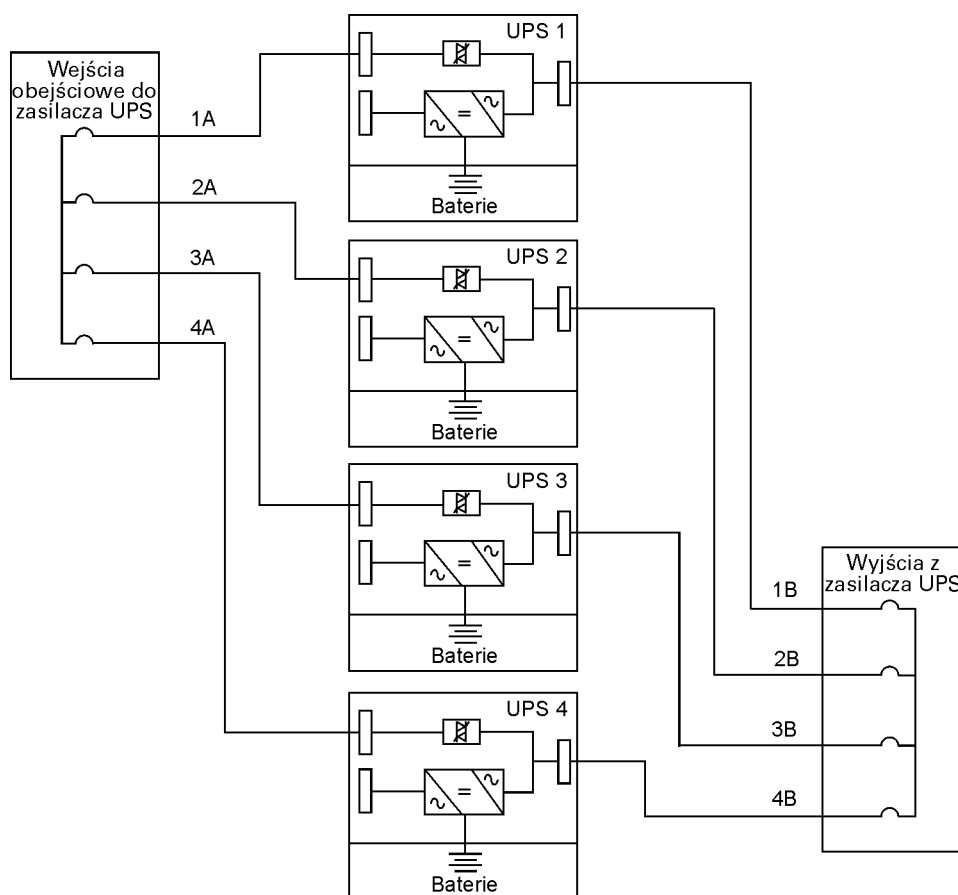 Wejścia
obejściowe do
zasilacza UPS
1A
2A
3A
4A
UPS 1
Baterie
UPS 2
Baterie
UPS 3
Baterie
UPS 4
Baterie
Wyjścia z
zasilacza UPS
1B
2B
3B
4B